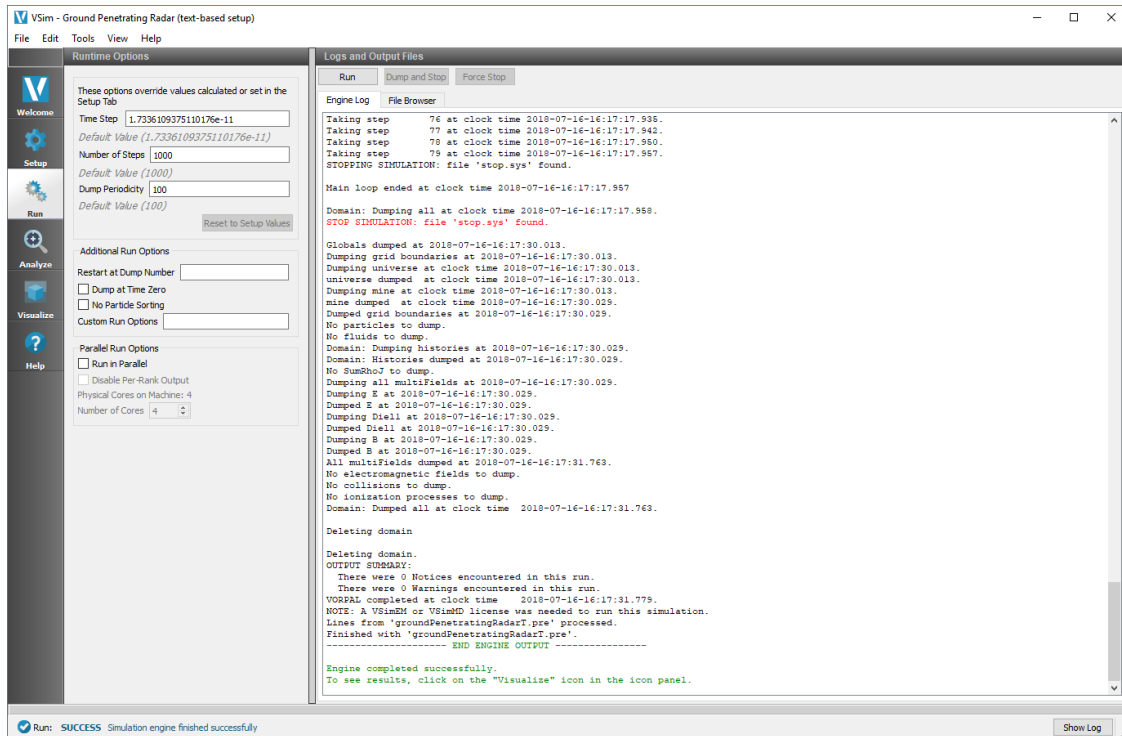 VSim - Ground Penetrating Radar (text-based setup)
File Edit Tools View Help
Welcome
Setup
Run
Analyze
Visualize
Help
Runtime Options
These options override values calculated or set in the
Setup Tab
Time Step 1.7336109375110176e-11
Default Value (1.7336109375110176e-11)
Number of Steps 1000
Default Value (1000)
Dump Periodicity 100
Default Value (100)
Reset to Setup Values
Additional Run Options
Restart at Dump Number
Dump at Time Zero
No Particle Sorting
Custom Run Options
Parallel Run Options
Run in Parallel
Disable Per-Rank Output
Physical Cores on Machine: 4
Number of Cores 4
Logs and Output Files
Run Dump and Stop Force Stop
Engine Log File Browser
Taking step 76 at clock time 2018-07-16-16:17:17.935.
Taking step 77 at clock time 2018-07-16-16:17:17.942.
Taking step 78 at clock time 2018-07-16-16:17:17.950.
Taking step 79 at clock time 2018-07-16-16:17:17.957.
STOPPING SIMULATION: file 'stop.sys' found.
Main loop ended at clock time 2018-07-16-16:17:17.957
Domain: Dumping all at clock time 2018-07-16-16:17:17.958.
STOP SIMULATION: file 'stop.sys' found.
Globals dumped at 2018-07-16-16:17:30.013.
Dumping grid boundaries at 2018-07-16-16:17:30.013.
Dumping universe at clock time 2018-07-16-16:17:30.013.
universe dumped at clock time 2018-07-16-16:17:30.013.
Dumping mine at clock time 2018-07-16-16:17:30.013.
mine dumped at clock time 2018-07-16-16:17:30.029.
Dumped grid boundaries at 2018-07-16-16:17:30.029.
No particles to dump.
No fluids to dump.
Domain: Dumping histories at 2018-07-16-16:17:30.029.
Domain: Histories dumped at 2018-07-16-16:17:30.029.
No SumRhoJ to dump.
Dumping all multiFields at 2018-07-16-16:17:30.029.
Dumping E at 2018-07-16-16:17:30.029.
Dumped E at 2018-07-16-16:17:30.029.
Dumping Diell at 2018-07-16-16:17:30.029.
Dumped Diell at 2018-07-16-16:17:30.029.
Dumping B at 2018-07-16-16:17:30.029.
Dumped B at 2018-07-16-16:17:30.029.
All multiFields dumped at 2018-07-16-16:17:31.763.
No electromagnetic fields to dump.
No collisions to dump.
No ionization processes to dump.
Domain: Dumped all at clock time 2018-07-16-16:17:31.763.
Deleting domain
Deleting domain.
OUTPUT SUMMARY:
There were 0 Notices encountered in this run.
There were 0 Warnings encountered in this run.
VORPAL completed at clock time 2018-07-16-16:17:31.779.
NOTE: A VSimEM or VSimMD license was needed to run this simulation.
Lines from 'groundPenetratingRadarT.pre' processed.
Finished with 'groundPenetratingRadarT.pre'.
--------------------- END ENGINE OUTPUT ----------------
Engine completed successfully.
To see results, click on the "Visualize" icon in the icon panel.
Run: SUCCESS Simulation engine finished successfully
Show Log